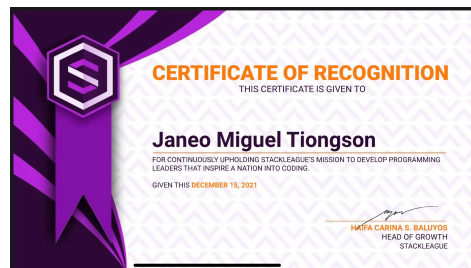 CERTIFICATE OF RECOGNITION
THIS CERTIFICATE IS GIVEN TO
Janeo Miguel Tiongson
FOR CONTINUOUSLY UPHOLDING STACKLEAGUE'S MISSION TO DEVELOP PROGRAMMING
LEADERS THAT INSPIRE A NATION INTO CODING.
GIVEN THIS DECEMBER 15, 2021
HAIFA CARINA S. BALUYOS
HEAD OF GROWTH
STACKLEAGUE